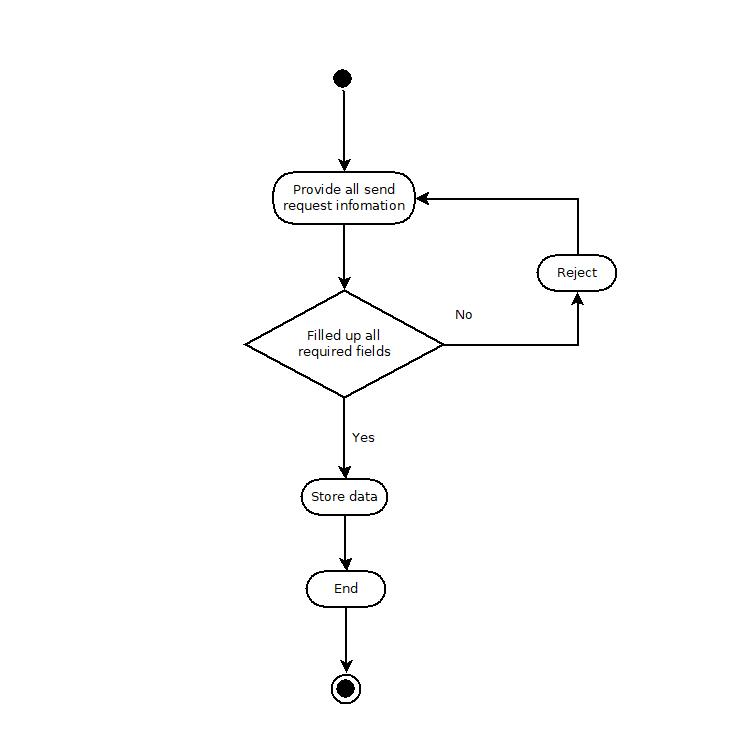 Provide all send
request infomation
Reject
No
Filled up all
required fields
Yes
Store data
End